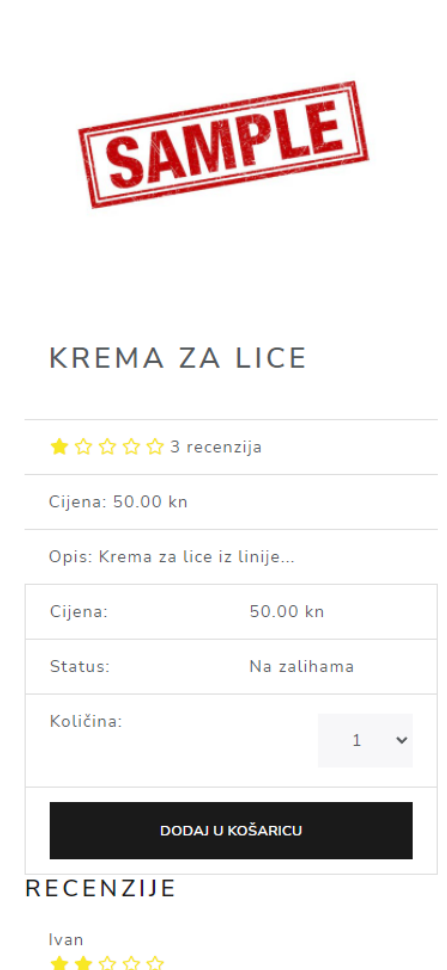 SAMPLE
KREMA ZA LICE
3 recenzija
Cijena: 50.00 kn
Opis: Krema za lice iz linije...
Cijena: 50.00 kn
Status: Na zalihama
Količina: 1
DODAJ U KOŠARICU
RECENZIJE
Ivan